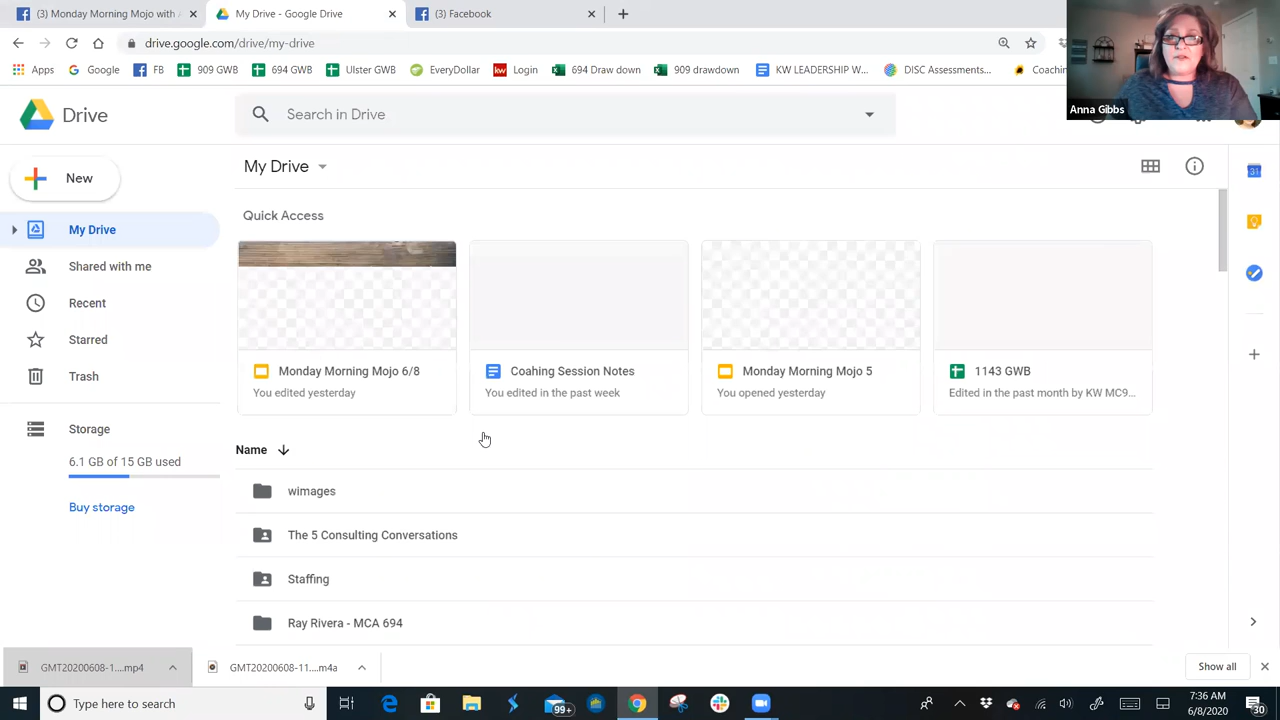 (3) Monday Morning Mojo with A
My Drive - Google Drive
(3) Facebook
drive.google.com/drive/my-drive
Apps
Google
FB
909 GWB
694 GWB
Ulster GWB
EveryDollar
Login
694 Draw down
909 drawdown
KW LEADERSHIP W...
DISC Assessments...
Coachin
Anna Gibbs
Drive
Search in Drive
New
My Drive
Quick Access
My Drive
Shared with me
Recent
Starred
Trash
Storage
6.1 GB of 15 GB used
Buy storage
Monday Morning Mojo 6/8
You edited yesterday
Coahing Session Notes
You edited in the past week
Monday Morning Mojo 5
You opened yesterday
1143 GWB
Edited in the past month by KW MC9...
Name
wimages
The 5 Consulting Conversations
Staffing
Ray Rivera - MCA 694
31
GMT20200608-1....mp4
GMT20200608-11....m4a
Show all
Type here to search
99+
7:36 AM
6/8/2020
30